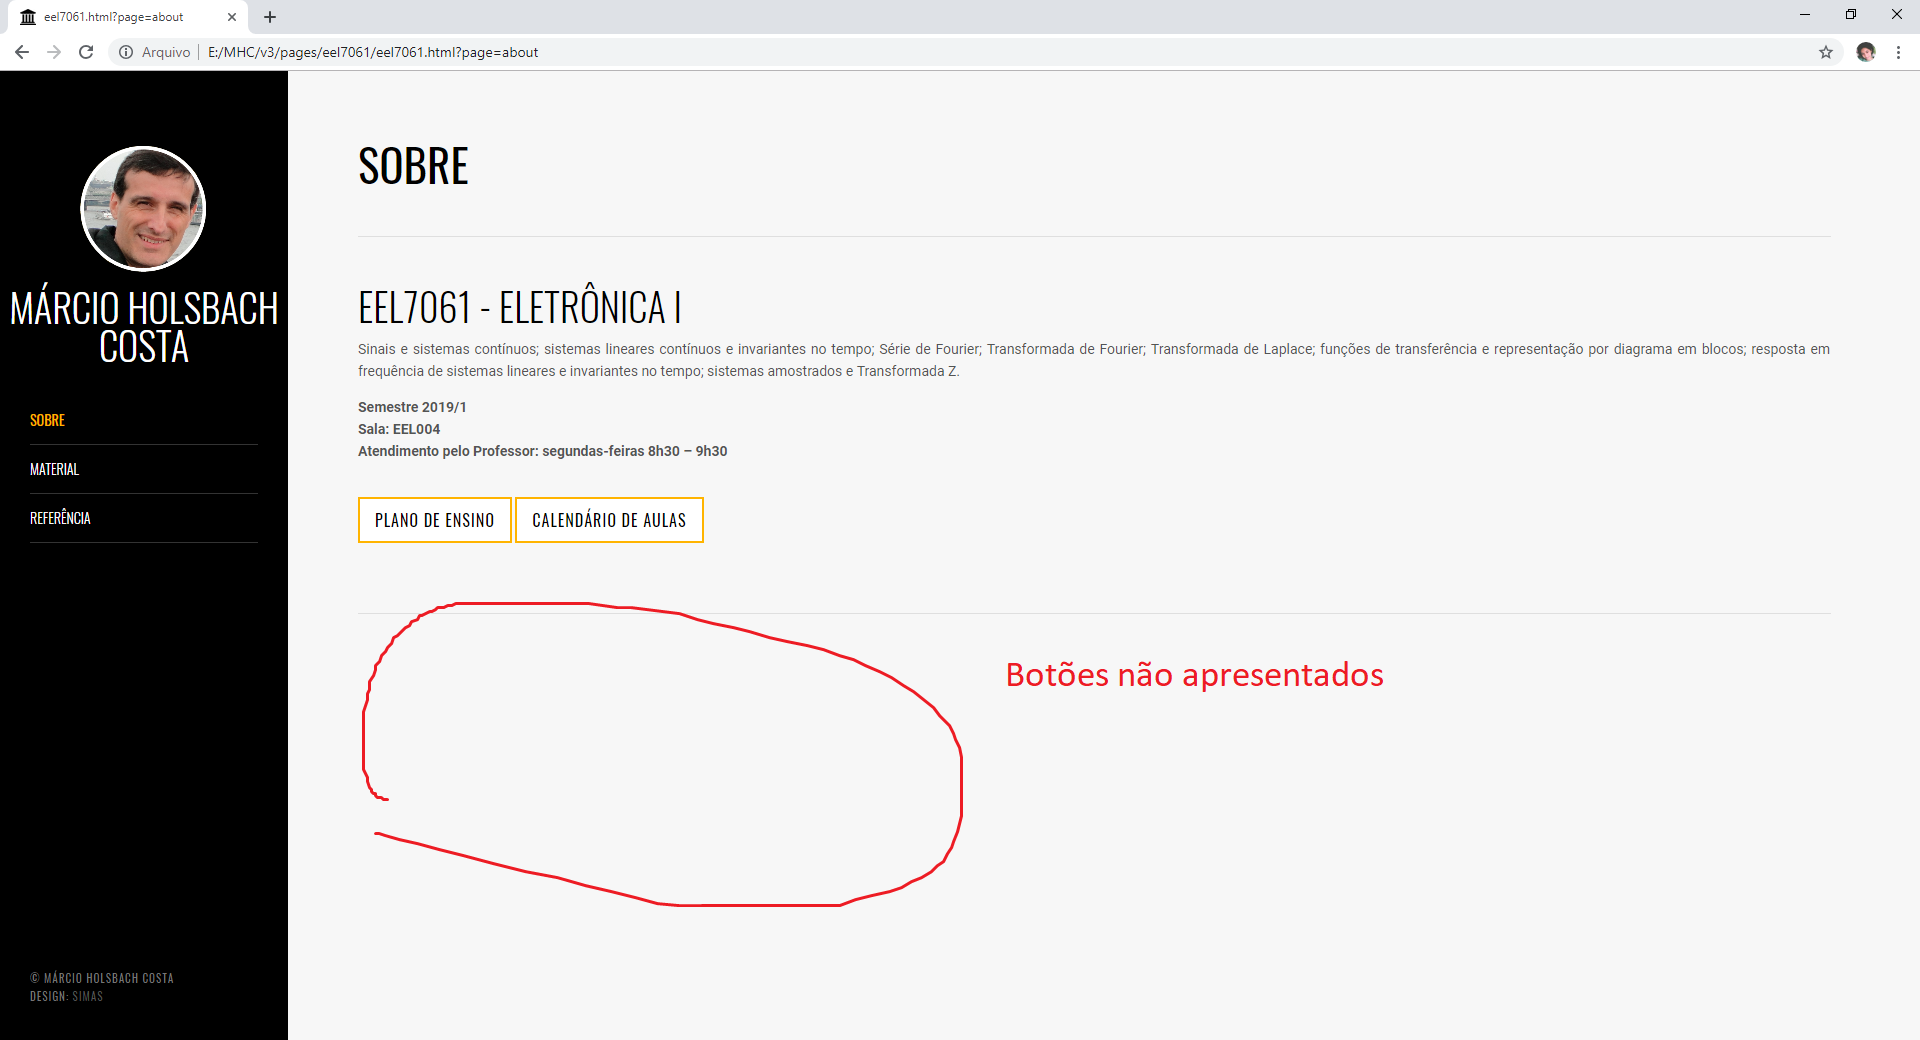 eel7061.html?page=about
Arquivo
E:/MHC/v3/pages/eel7061/eel7061.html?page=about
MÁRCIO HOLSBACH
COSTA
SOBRE
MATERIAL
REFERÊNCIA
© MÁRCIO HOLSBACH COSTA
DESIGN: SIMAS
SOBRE
EEL7061 - ELETRÔNICA I
Sinais e sistemas contínuos; sistemas lineares contínuos e invariantes no tempo; Série de Fourier; Transformada de Fourier; Transformada de Laplace; funções de transferência e representação por diagrama em blocos; resposta em
frequência de sistemas lineares e invariantes no tempo; sistemas amostrados e Transformada Z.
Semestre 2019/1
Sala: EEL004
Atendimento pelo Professor: segundas-feiras 8h30 – 9h30
PLANO DE ENSINO
CALENDÁRIO DE AULAS
Botões não apresentados